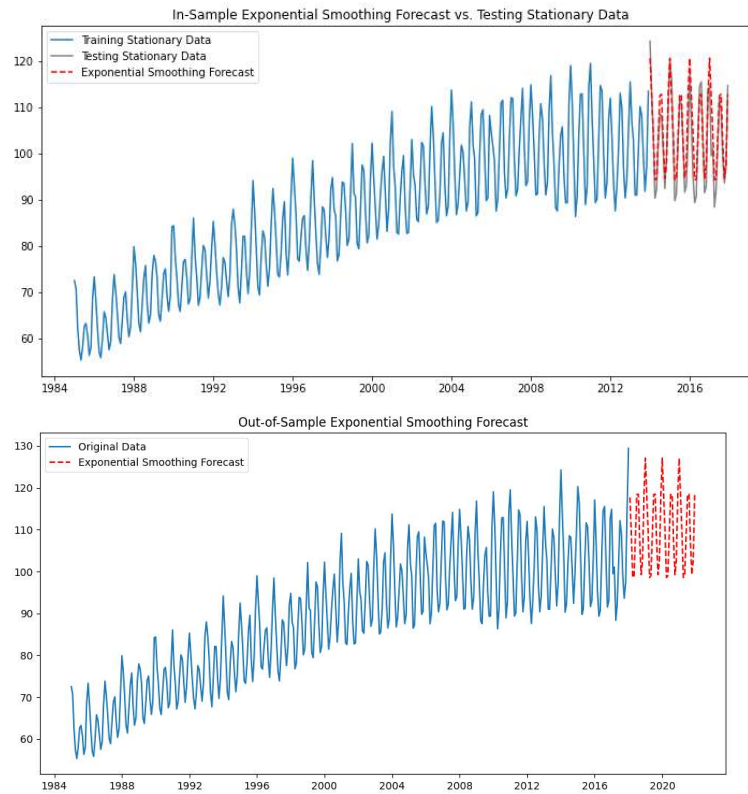 In-Sample Exponential Smoothing Forecast vs. Testing Stationary Data
Training Stationary Data
Testing Stationary Data
Exponential Smoothing Forecast
120
110
100
90
80
70
60
1984 1988 1992 1996 2000 2004 2008 2012 2016
Out-of-Sample Exponential Smoothing Forecast
Original Data
Exponential Smoothing Forecast
130
120
110
100
90
80
70
60
1984 1988 1992 1996 2000 2004 2008 2012 2016 2020